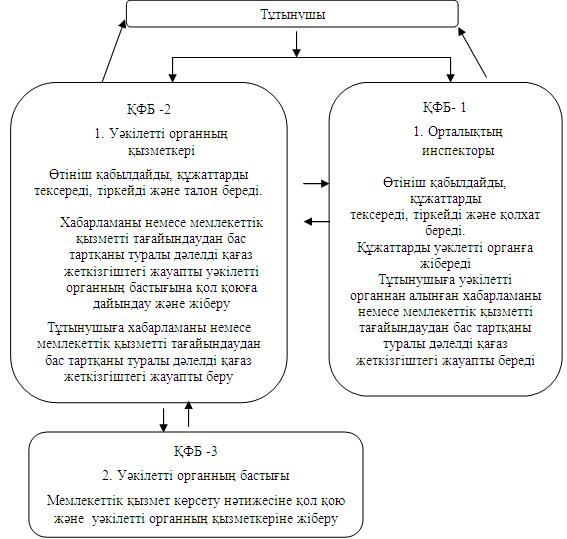 Тұтынушы
ҚФБ -2
1. Уәкілетті органның
қызметкері
Өтініш қабылдайды, құжаттарды
тексереді, тіркейді және талон береді.
Хабарламаны немесе мемлекеттік
қызметті тағайындаудан бас
тартқаны туралы дәлелді қағаз
жеткізгіштегі жауапты уәкілетті
органның бастығына қол қоюға
дайындау және жіберу
Тұтынушыға хабарламаны немесе
мемлекеттік қызметті тағайындаудан
бас тартқаны туралы дәлелді қағаз
жеткізгіштегі жауапты беру
ҚФБ- 1
1. Орталықтың
инспекторы
Өтініш қабылдайды,
құжаттарды
тексереді, тіркейді және қолхат
береді.
Құжаттарды уәклетті органға
жібереді
Тұтынушыға уәкілетті
органнан алынған хабарламаны
немесе мемлекеттік қызметті
тағайындаудан бас тартқаны
туралы дәлелді қағаз
жеткізгіштегі жауапты береді
ҚФБ -3
2. Уәкілетті органның бастығы
Мемлекеттік қызмет көрсету нәтижесіне қол қою
және уәкілетті органның қызметкеріне жіберу